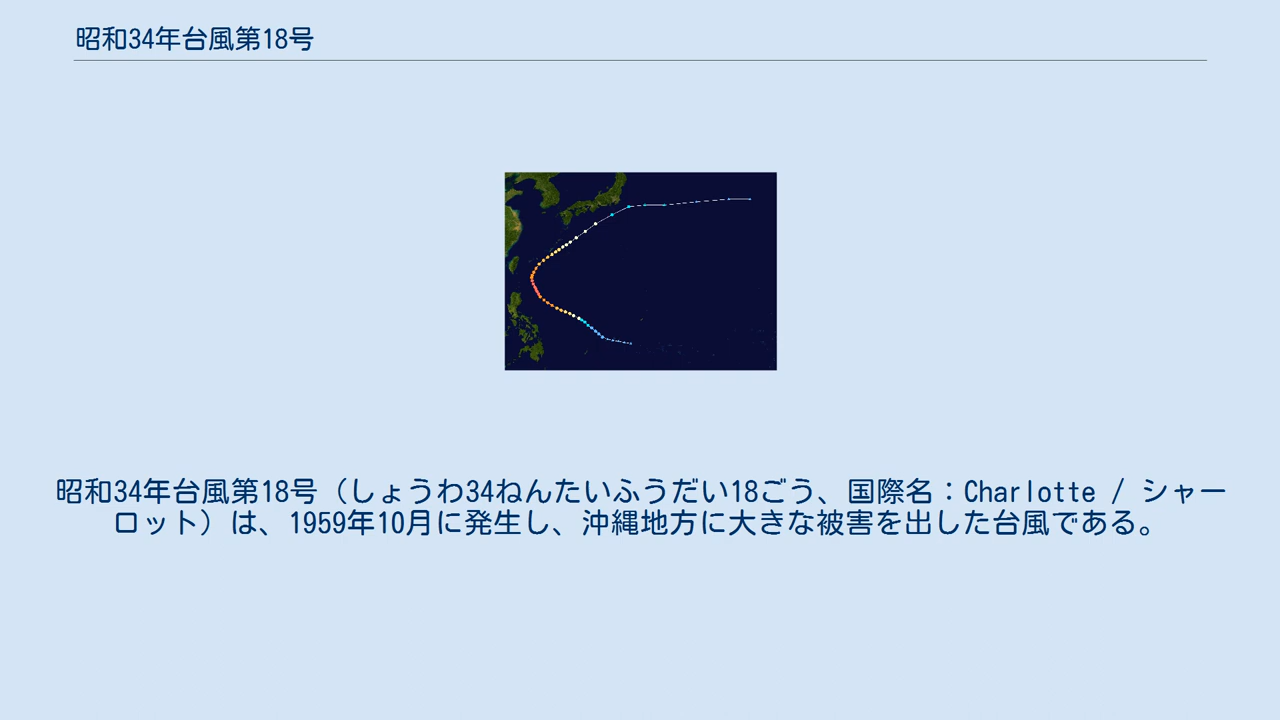 昭和34年台風第18号
昭和34年台風第18号（しょうわ34ねんたいふうだい18ごう、国際名：Charlotte / シャー
ロット）は、1959年10月に発生し、沖縄地方に大きな被害を出した台風である。